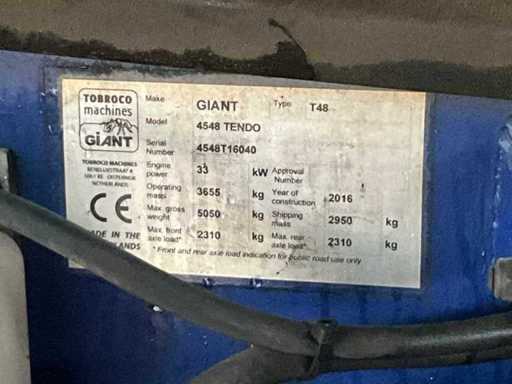 TOBROCO
machines
GiANT
TOBROCO MACHINES
NETHERLANDS
CE
DE IN THE
LANDS
Make GIANT Type T48
Model 4548 TENDO
Serial Number 4548T16040
Engine power 33 kW Approval Number
Operating mass 3655 kg Year of construction 2016
Max. gross weight 5050 kg Shipping mass 2950 kg
Max. front axle load* 2310 kg Max. rear axle load* 2310 kg
* Front and rear axle load indication for public road use only